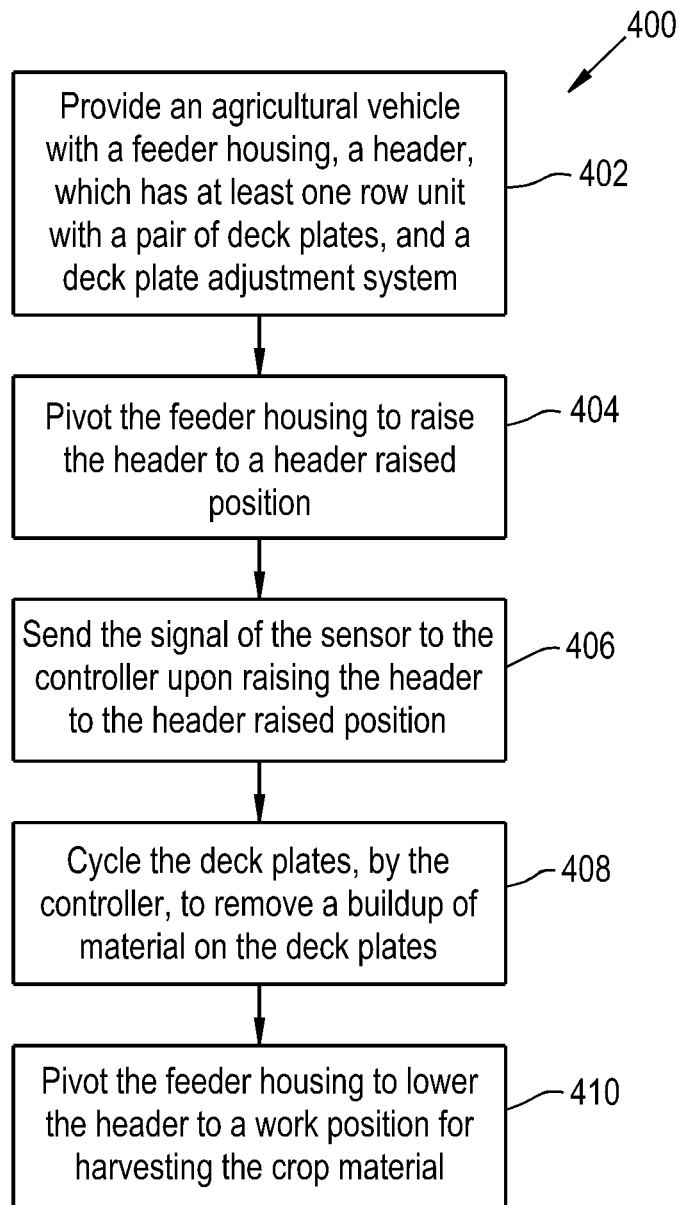 400
Provide an agricultural vehicle
with a feeder housing, a header,
which has at least one row unit
with a pair of deck plates, and a
deck plate adjustment system
402
Pivot the feeder housing to raise
the header to a header raised
position
404
Send the signal of the sensor to the
controller upon raising the header
to the header raised position
406
Cycle the deck plates, by the
controller, to remove a buildup of
material on the deck plates
408
Pivot the feeder housing to lower
the header to a work position for
harvesting the crop material
410